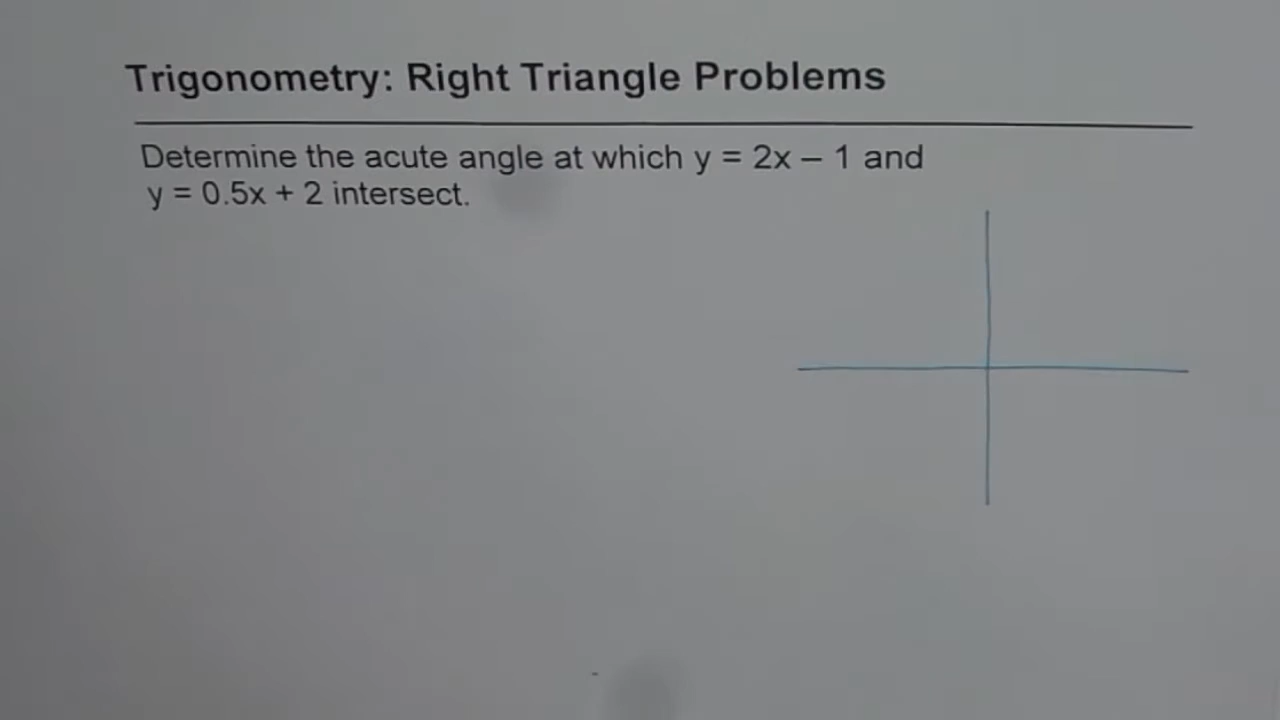 Trigonometry: Right Triangle Problems
Determine the acute angle at which y = 2x – 1 and
y = 0.5x + 2 intersect.